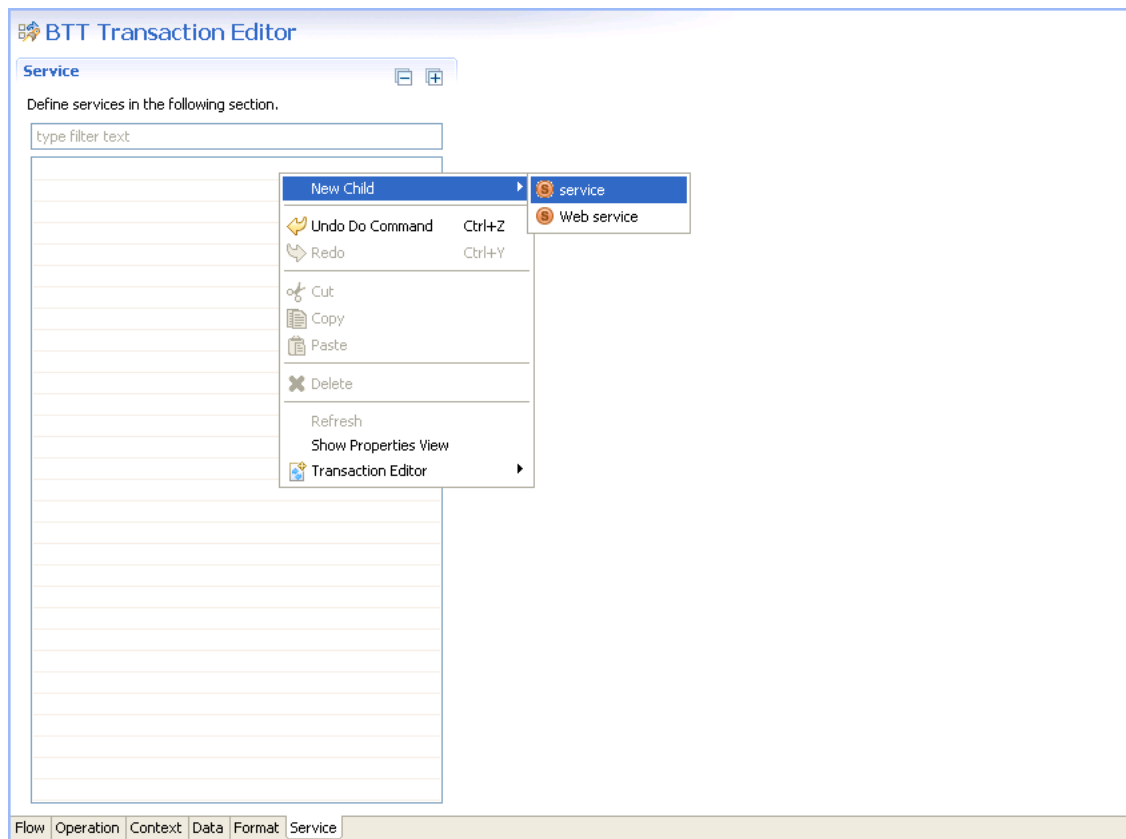 BTT Transaction Editor
Service
Define services in the following section.
type filter text
New Child
service
Web service
Undo Do Command Ctrl+Z
Redo Ctrl+Y
Cut
Copy
Paste
Delete
Refresh
Show Properties View
Transaction Editor
Flow Operation Context Data Format Service